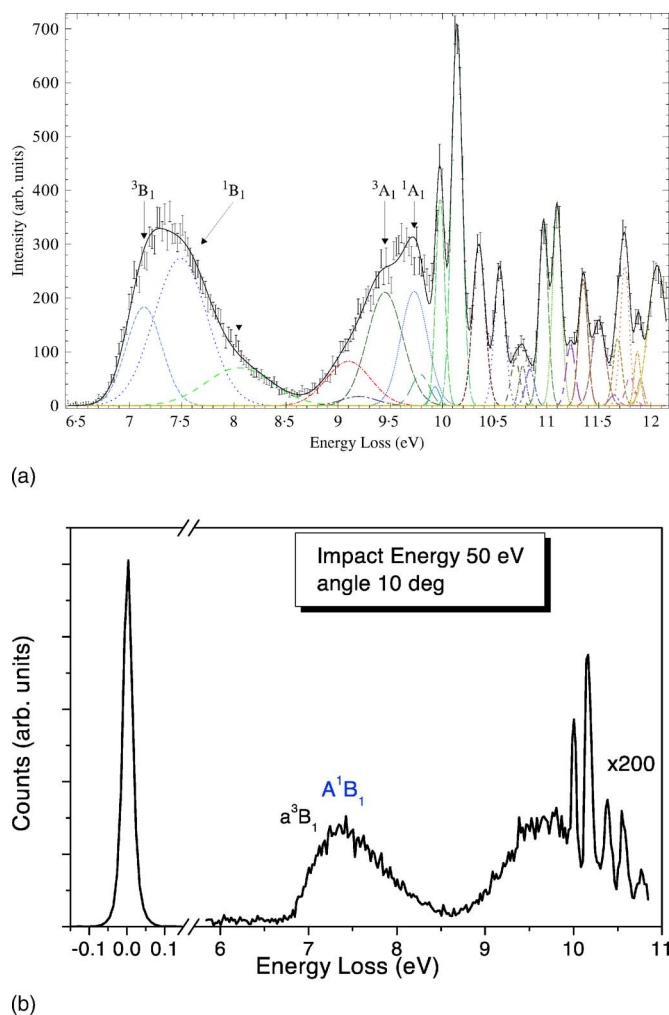 700
600
500
400
300
200
100
0
Intensity (arb. units)
³B₁
¹B₁
³A₁
¹A₁
6·5 7 7·5 8 8·5 9 9·5 10 10·5 11 11·5 12
Energy Loss (eV)
(a)
Impact Energy 50 eV
angle 10 deg
Counts (arb. units)
x200
A¹B₁
a³B₁
-0.1 0.0 0.1 6 7 8 9 10 11
Energy Loss (eV)
(b)